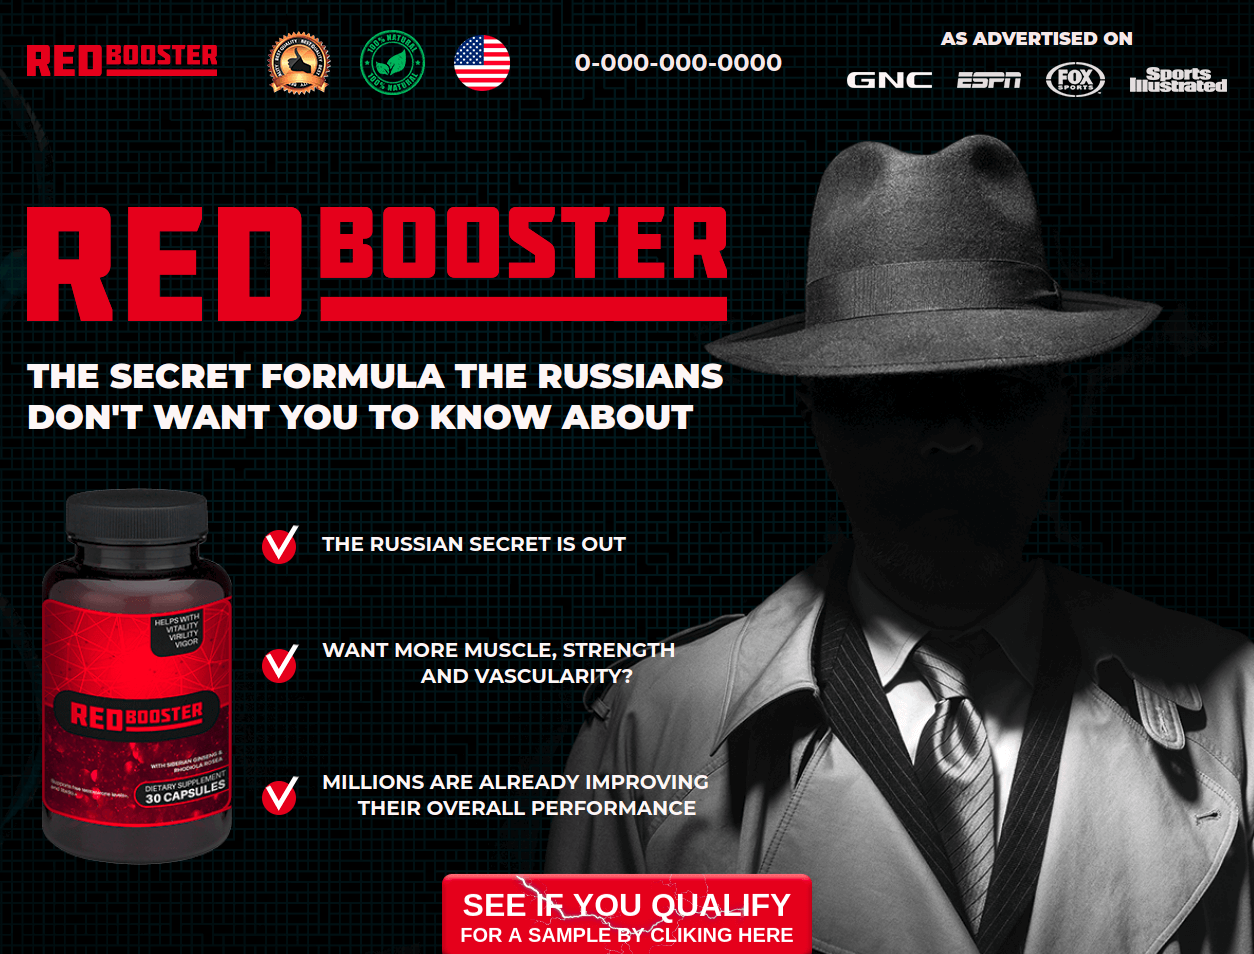 RED BOOSTER
BEST QUALITY
100% NATURAL
100% NATURAL
0-000-000-0000
AS ADVERTISED ON
GNC ESPN FOX SPORTS Sports Illustrated
RED BOOSTER
THE SECRET FORMULA THE RUSSIANS
DON'T WANT YOU TO KNOW ABOUT
THE RUSSIAN SECRET IS OUT
WANT MORE MUSCLE, STRENGTH
AND VASCULARITY?
MILLIONS ARE ALREADY IMPROVING
THEIR OVERALL PERFORMANCE
HELPS WITH
VITALITY
VIRILITY
VIGOR
RED BOOSTER
WITH SIBERIAN GINSENG &
RHODIOLA ROSEA
DIETARY SUPPLEMENT
30 CAPSULES
SEE IF YOU QUALIFY
FOR A SAMPLE BY CLIKING HERE